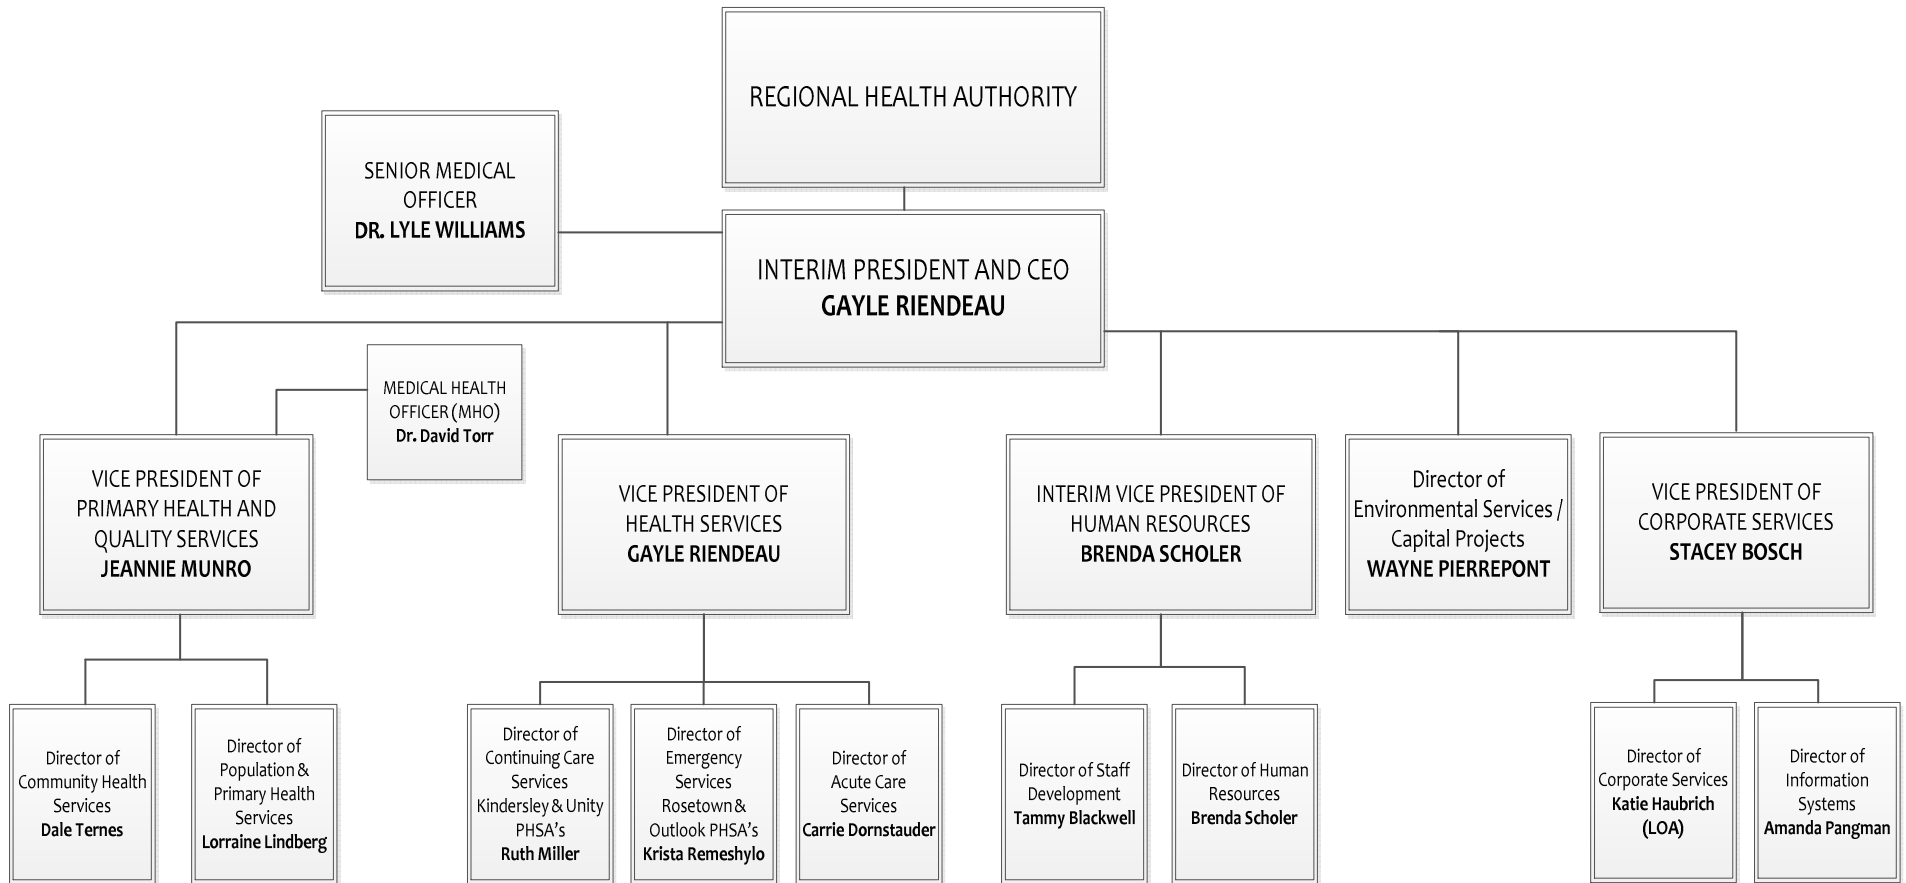 REGIONAL HEALTH AUTHORITY
SENIOR MEDICAL
OFFICER
DR. LYLE WILLIAMS
INTERIM PRESIDENT AND CEO
GAYLE RIENDEAU
MEDICAL HEALTH
OFFICER (MHO)
Dr. David Torr
VICE PRESIDENT OF
PRIMARY HEALTH AND
QUALITY SERVICES
JEANNIE MUNRO
VICE PRESIDENT OF
HEALTH SERVICES
GAYLE RIENDEAU
INTERIM VICE PRESIDENT OF
HUMAN RESOURCES
BRENDA SCHOLER
Director of
Environmental Services /
Capital Projects
WAYNE PIERREPONT
VICE PRESIDENT OF
CORPORATE SERVICES
STACEY BOSCH
Director of
Community Health
Services
Dale Ternes
Director of
Population &
Primary Health
Services
Lorraine Lindberg
Director of
Continuing Care
Services
Kindersley & Unity
PHSA's
Ruth Miller
Director of
Emergency
Services
Rosetown &
Outlook PHSA's
Krista Remeshylo
Director of
Acute Care
Services
Carrie Dornstauder
Director of Staff
Development
Tammy Blackwell
Director of Human
Resources
Brenda Scholer
Director of
Corporate Services
Katie Haubrich
(LOA)
Director of
Information
Systems
Amanda Pangman